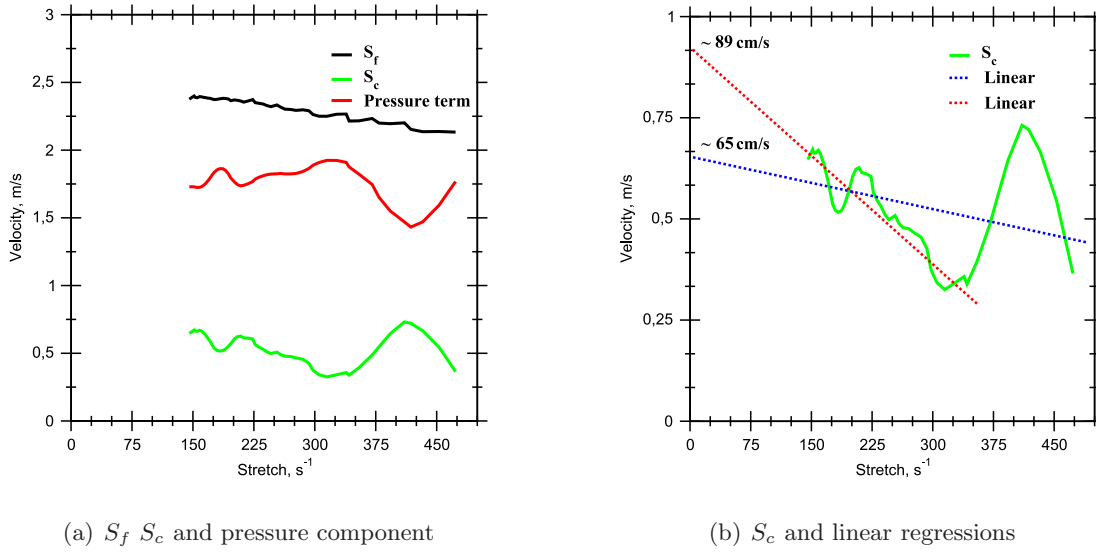 3
2,5
2
1,5
1
0,5
0
Velocity, m/s
S_f
S_c
Pressure term
0 75 150 225 300 375 450
Stretch, s⁻¹
(a) S_f S_c and pressure component
1
0,75
0,5
0,25
0
Velocity, m/s
~ 89 cm/s
~ 65 cm/s
S_c
Linear
Linear
0 75 150 225 300 375 450
Stretch, s⁻¹
(b) S_c and linear regressions